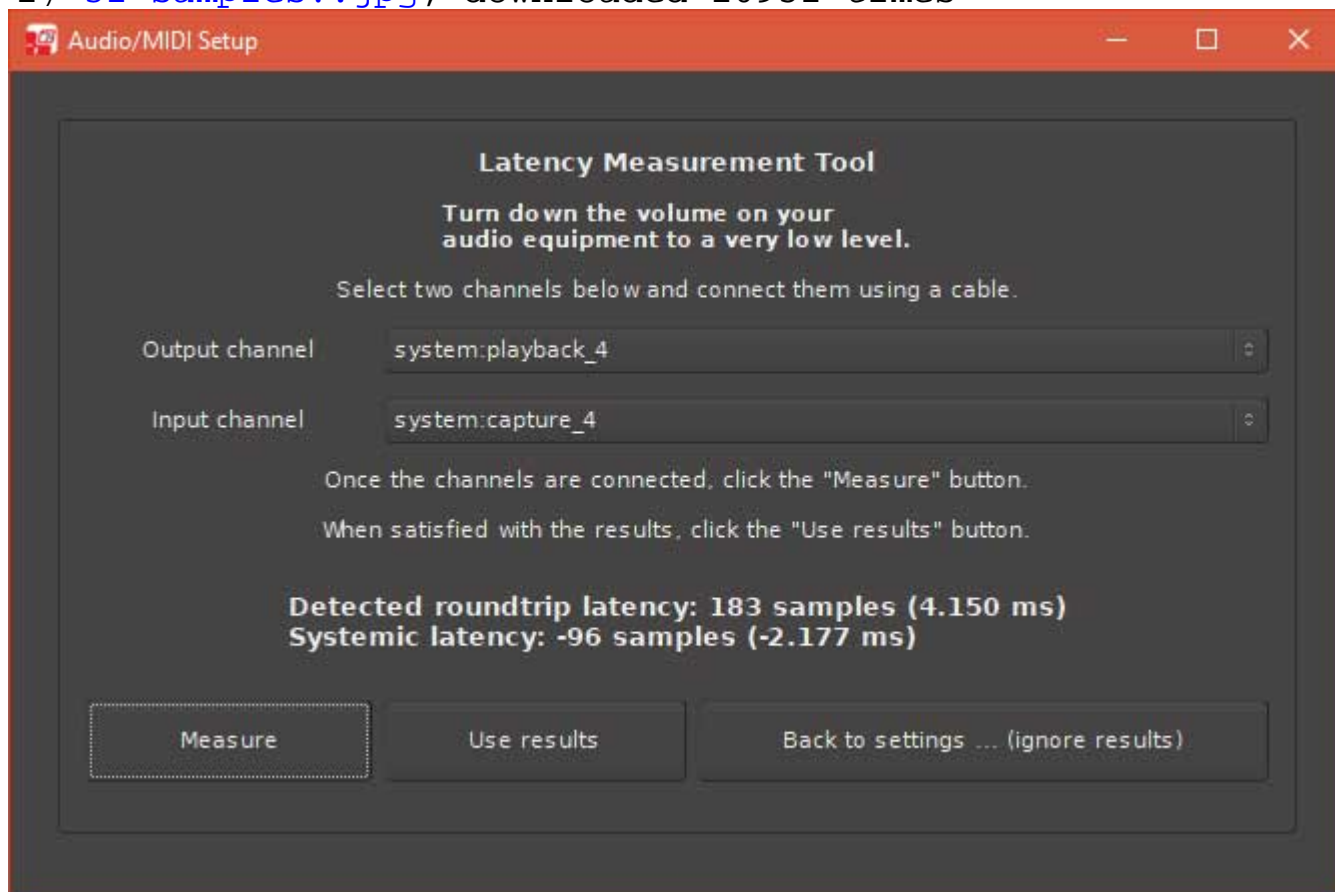 Audio/MIDI Setup
Latency Measurement Tool
Turn down the volume on your
audio equipment to a very low level.
Select two channels below and connect them using a cable.
Output channel system:playback_4
Input channel system:capture_4
Once the channels are connected, click the "Measure" button.
When satisfied with the results, click the "Use results" button.
Detected roundtrip latency: 183 samples (4.150 ms)
Systemic latency: -96 samples (-2.177 ms)
Measure Use results Back to settings ... (ignore results)